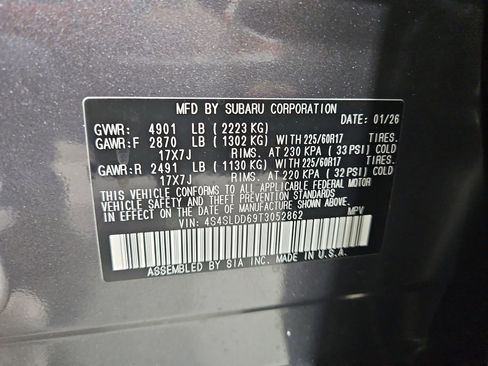 MFD BY SUBARU CORPORATION
DATE: 01/26
GVWR: 4901 LB (2223 KG)
GAWR:F 2870 LB (1302 KG) WITH 225/60R17 TIRES.
17X7J RIMS. AT 230 KPA (33 PSI) COLD
GAWR:R 2491 LB (1130 KG) WITH 225/60R17 TIRES.
17X7J RIMS. AT 220 KPA (32 PSI) COLD
THIS VEHICLE CONFORMS TO ALL APPLICABLE FEDERAL MOTOR
VEHICLE SAFETY AND THEFT PREVENTION STANDARDS IN
EFFECT ON THE DATE OF MANUFACTURE SHOWN ABOVE.
VIN: 4S4SLDD69T3052862 MPV
ASSEMBLED BY SIA INC. MADE IN U.S.A.